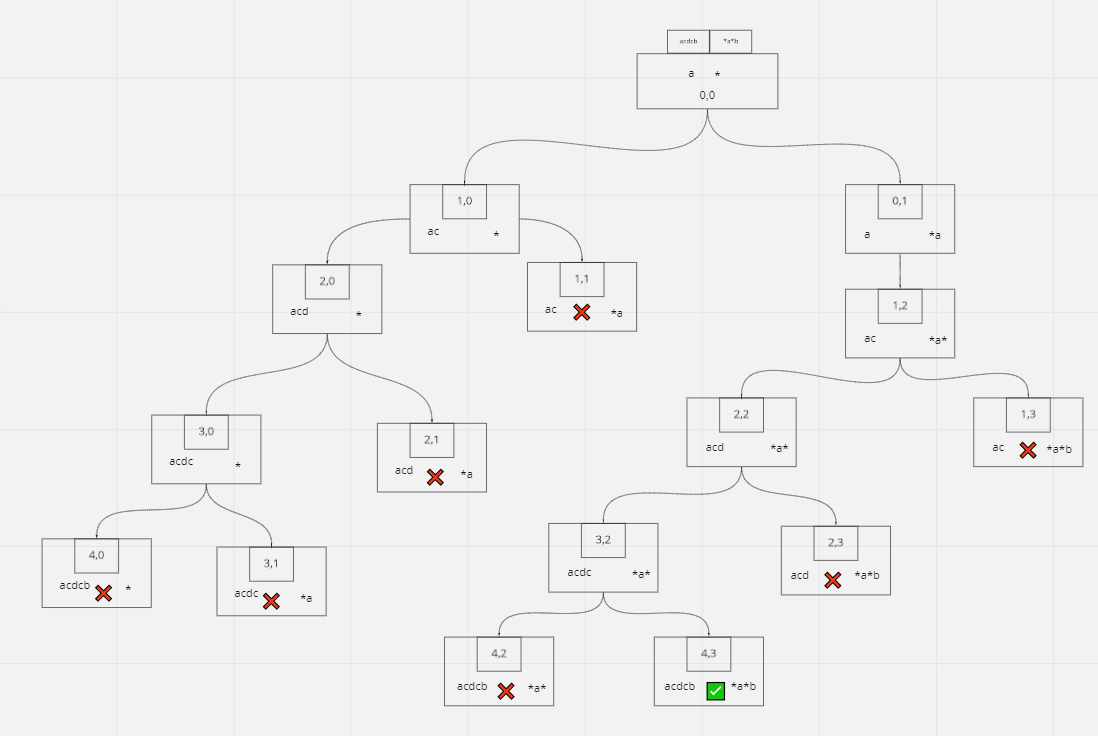 acdcb *a*b
a *
0,0
1,0
ac *
0,1
a *a
2,0
acd *
1,1
ac *a
1,2
ac *a*
3,0
acdc *
2,1
acd *a
2,2
acd *a*
1,3
ac *a*b
4,0
acdcb *
3,1
acdc *a
3,2
acdc *a*
2,3
acd *a*b
4,2
acdcb *a*
4,3
acdcb *a*b